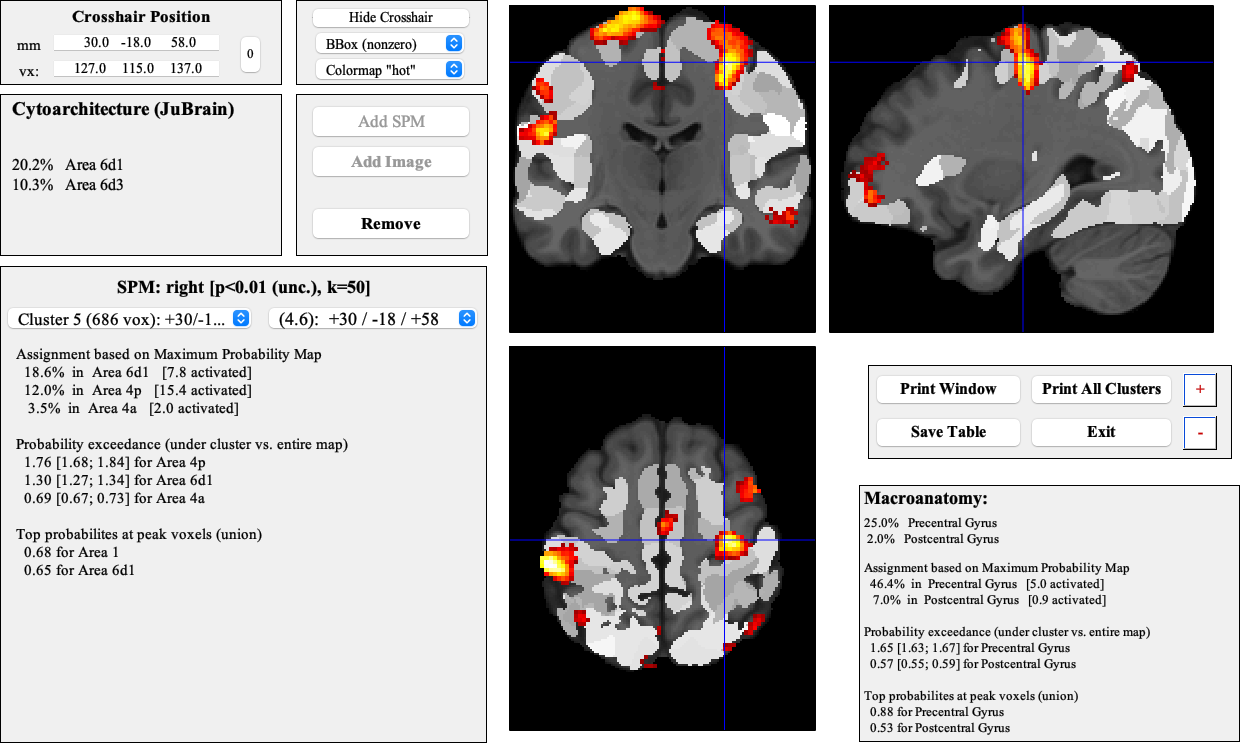 Crosshair Position
mm 30.0 -18.0 58.0
vx: 127.0 115.0 137.0
0
Hide Crosshair
BBox (nonzero)
Colormap "hot"
Cytoarchitecture (JuBrain)
20.2% Area 6d1
10.3% Area 6d3
Add SPM
Add Image
Remove
SPM: right [p<0.01 (unc.), k=50]
Cluster 5 (686 vox): +30/-1... (4.6): +30 / -18 / +58
Assignment based on Maximum Probability Map
18.6% in Area 6d1 [7.8 activated]
12.0% in Area 4p [15.4 activated]
3.5% in Area 4a [2.0 activated]
Probability exceedance (under cluster vs. entire map)
1.76 [1.68; 1.84] for Area 4p
1.30 [1.27; 1.34] for Area 6d1
0.69 [0.67; 0.73] for Area 4a
Top probabilites at peak voxels (union)
0.68 for Area 1
0.65 for Area 6d1
Print Window Print All Clusters +
Save Table Exit -
Macroanatomy:
25.0% Precentral Gyrus
2.0% Postcentral Gyrus
Assignment based on Maximum Probability Map
46.4% in Precentral Gyrus [5.0 activated]
7.0% in Postcentral Gyrus [0.9 activated]
Probability exceedance (under cluster vs. entire map)
1.65 [1.63; 1.67] for Precentral Gyrus
0.57 [0.55; 0.59] for Postcentral Gyrus
Top probabilites at peak voxels (union)
0.88 for Precentral Gyrus
0.53 for Postcentral Gyrus